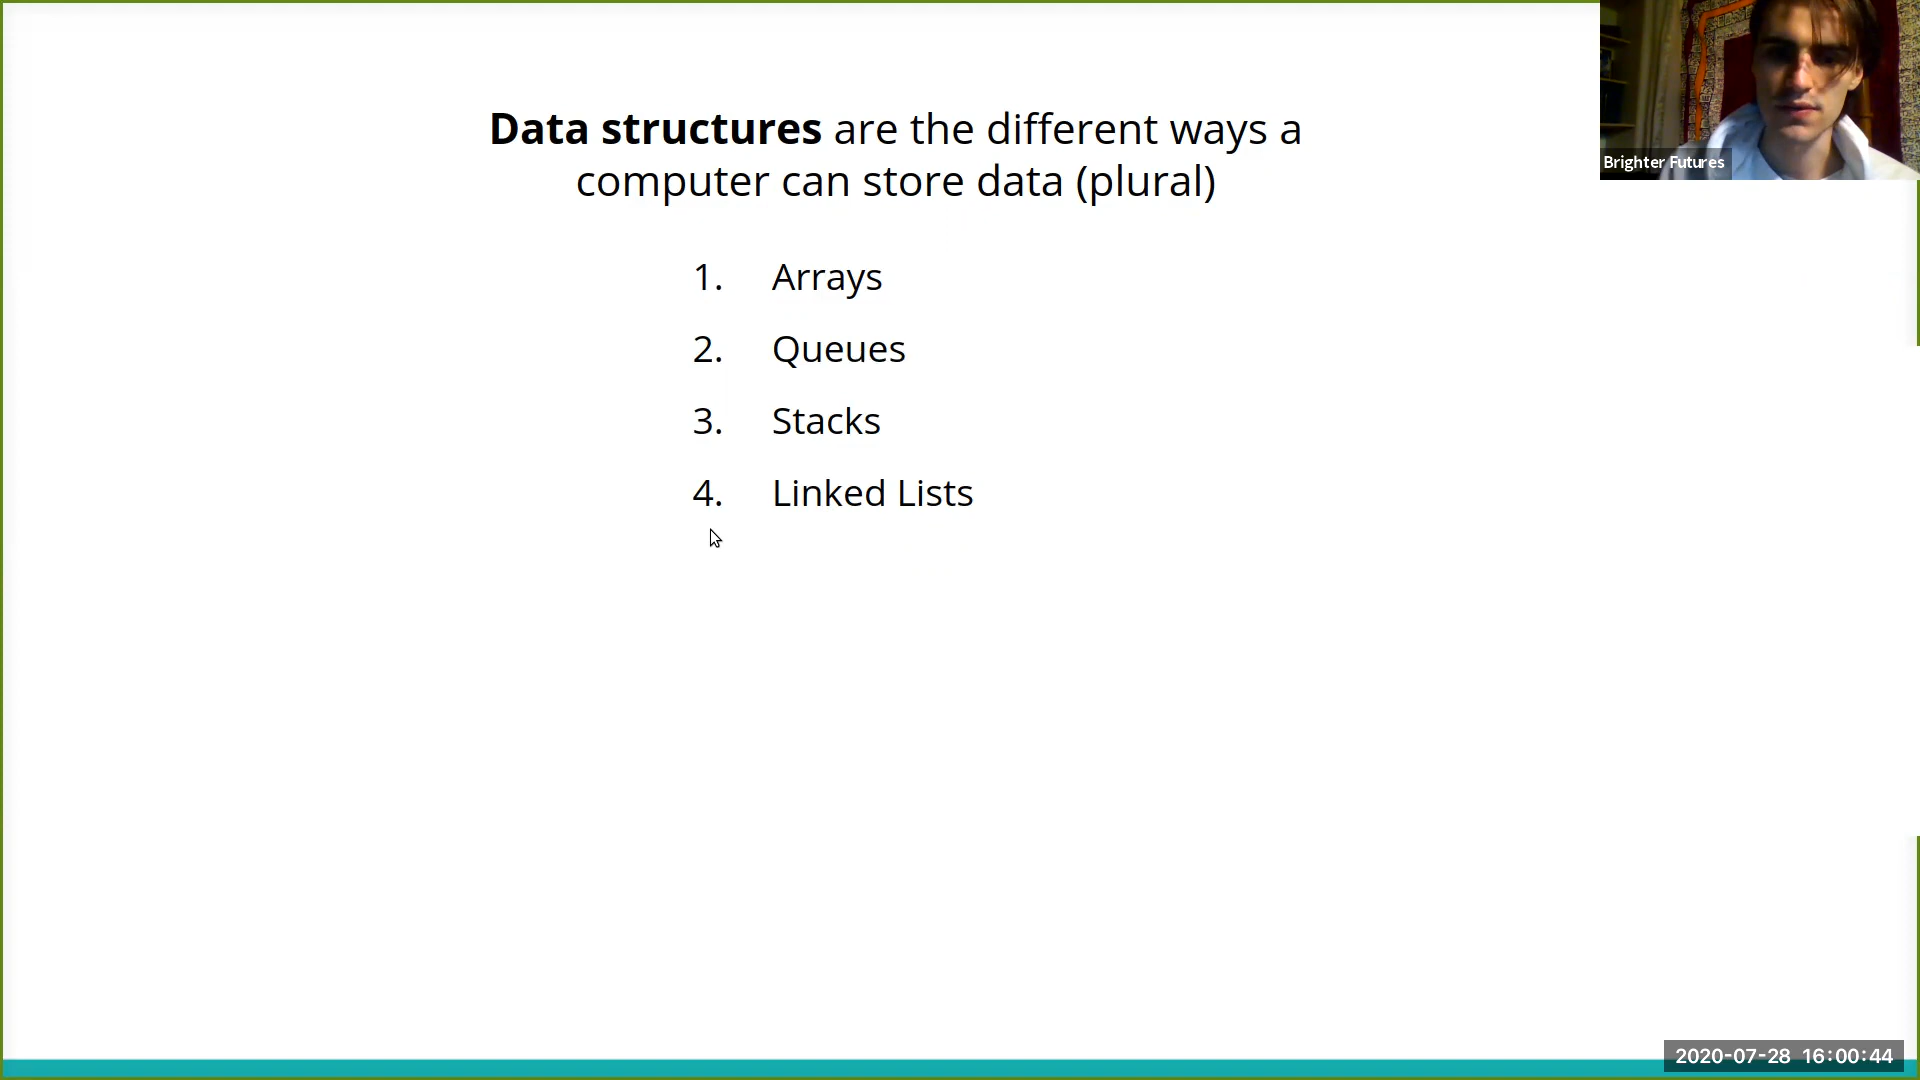 Data structures are the different ways a
computer can store data (plural)
1. Arrays
2. Queues
3. Stacks
4. Linked Lists
Brighter Futures
2020-07-28 16:00:44